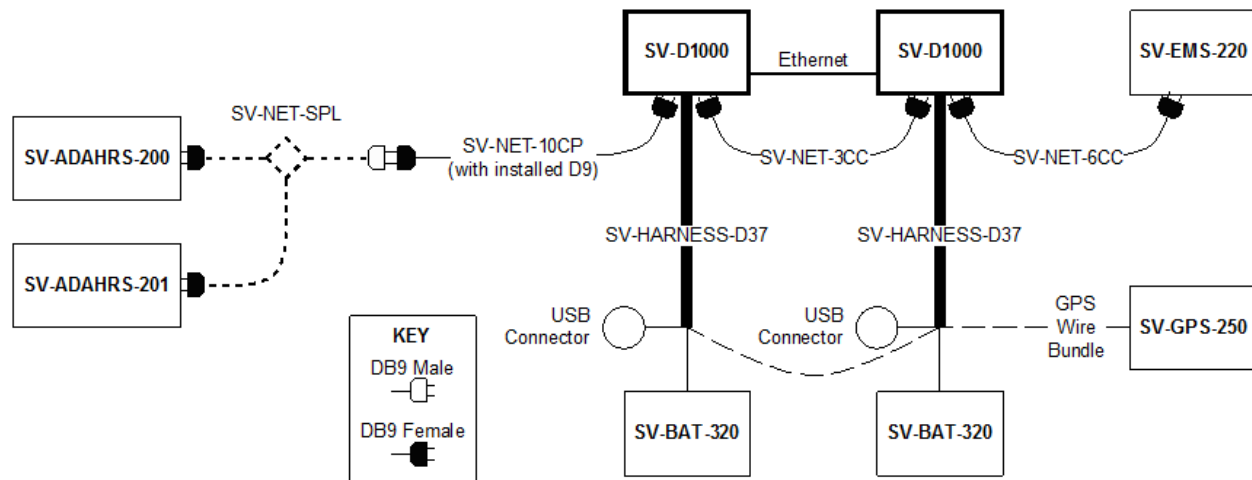 SV-D1000
Ethernet
SV-D1000
SV-EMS-220
SV-NET-SPL
SV-ADAHRS-200
SV-NET-10CP
(with installed D9)
SV-NET-3CC
SV-NET-6CC
SV-HARNESS-D37
SV-HARNESS-D37
SV-ADAHRS-201
USB
Connector
USB
Connector
GPS
Wire
Bundle
SV-GPS-250
KEY
DB9 Male
DB9 Female
SV-BAT-320
SV-BAT-320